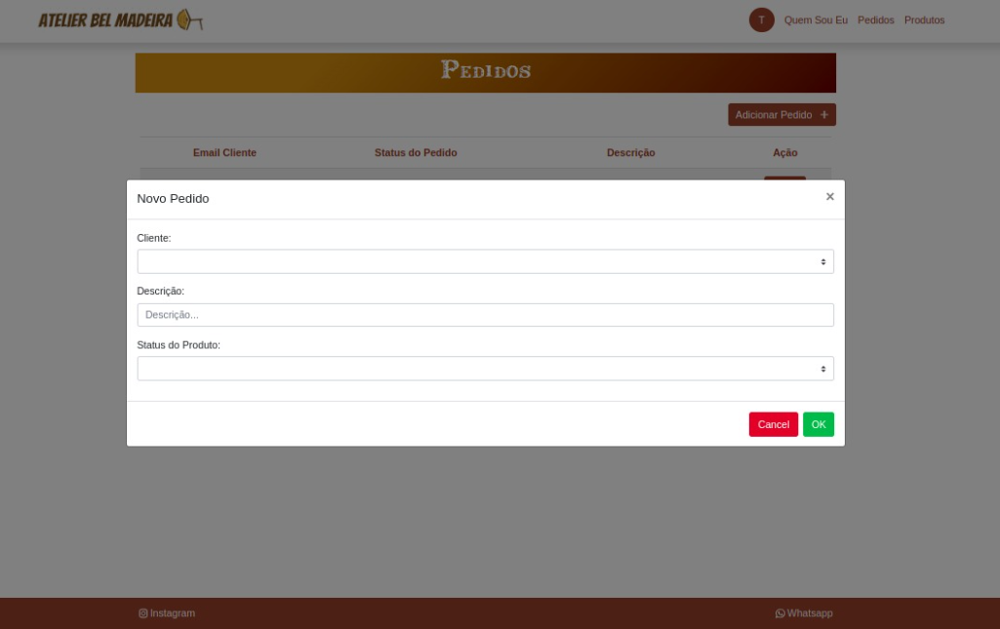 ATELIER BEL MADEIRA
T Quem Sou Eu Pedidos Produtos
Pedidos
Adicionar Pedido +
Email Cliente Status do Pedido Descrição Ação
Novo Pedido ×
Cliente:
Descrição:
Descrição...
Status do Produto:
Cancel OK
Instagram Whatsapp